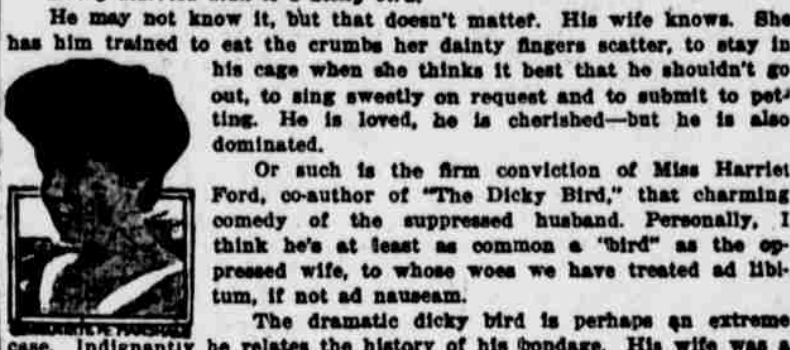 He may not know it, but that doesn't matter. His wife knows. She
has him trained to eat the crumbs her dainty fingers scatter, to stay in
his cage when she thinks it best that he shouldn't go
out, to sing sweetly on request and to submit to pet-
ting. He is loved, he is cherished—but he is also
dominated.
Or such is the firm conviction of Miss Harriet
Ford, co-author of "The Dicky Bird," that charming
comedy of the suppressed husband. Personally, I
think he's at least as common a "bird" as the op-
pressed wife, to whose woes we have treated ad libi-
tum, if not ad nauseam.
MARSHALL
The dramatic dicky bird is perhaps an extreme
case. Indignantly he relates the history of his bondage. His wife was a